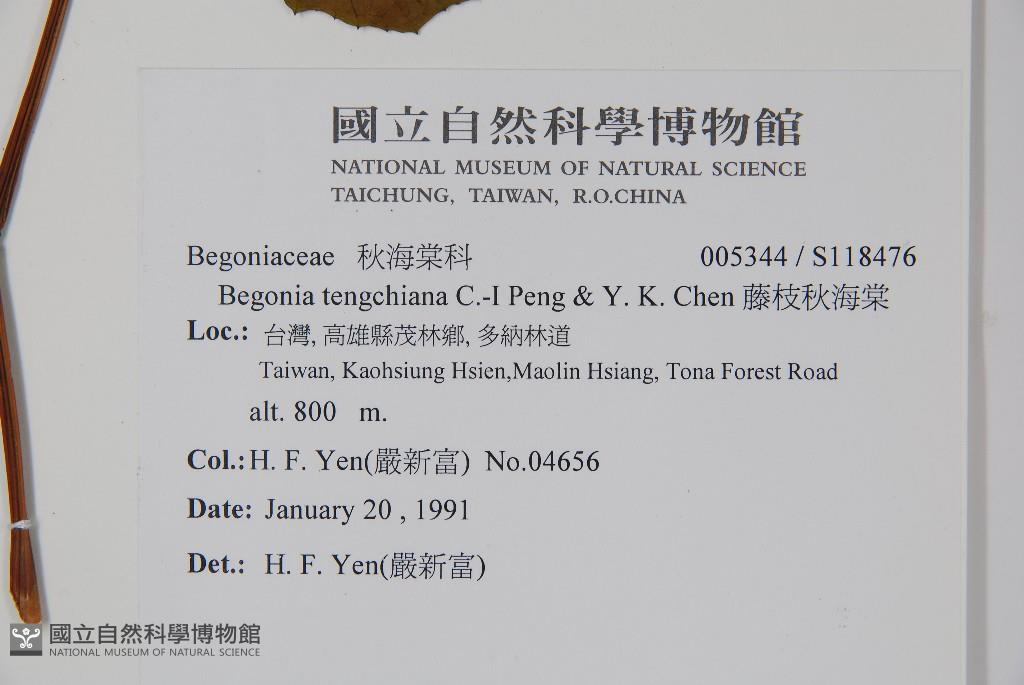 國立自然科學博物館
NATIONAL MUSEUM OF NATURAL SCIENCE
TAICHUNG, TAIWAN, R.O.CHINA
Begoniaceae 秋海棠科 005344 / S118476
Begonia tengchiana C.-I Peng & Y. K. Chen 藤枝秋海棠
Loc.: 台灣, 高雄縣茂林鄉, 多納林道
Taiwan, Kaohsiung Hsien,Maolin Hsiang, Tona Forest Road
alt. 800 m.
Col.: H. F. Yen(嚴新富) No.04656
Date: January 20 , 1991
Det.: H. F. Yen(嚴新富)
國立自然科學博物館
NATIONAL MUSEUM OF NATURAL SCIENCE